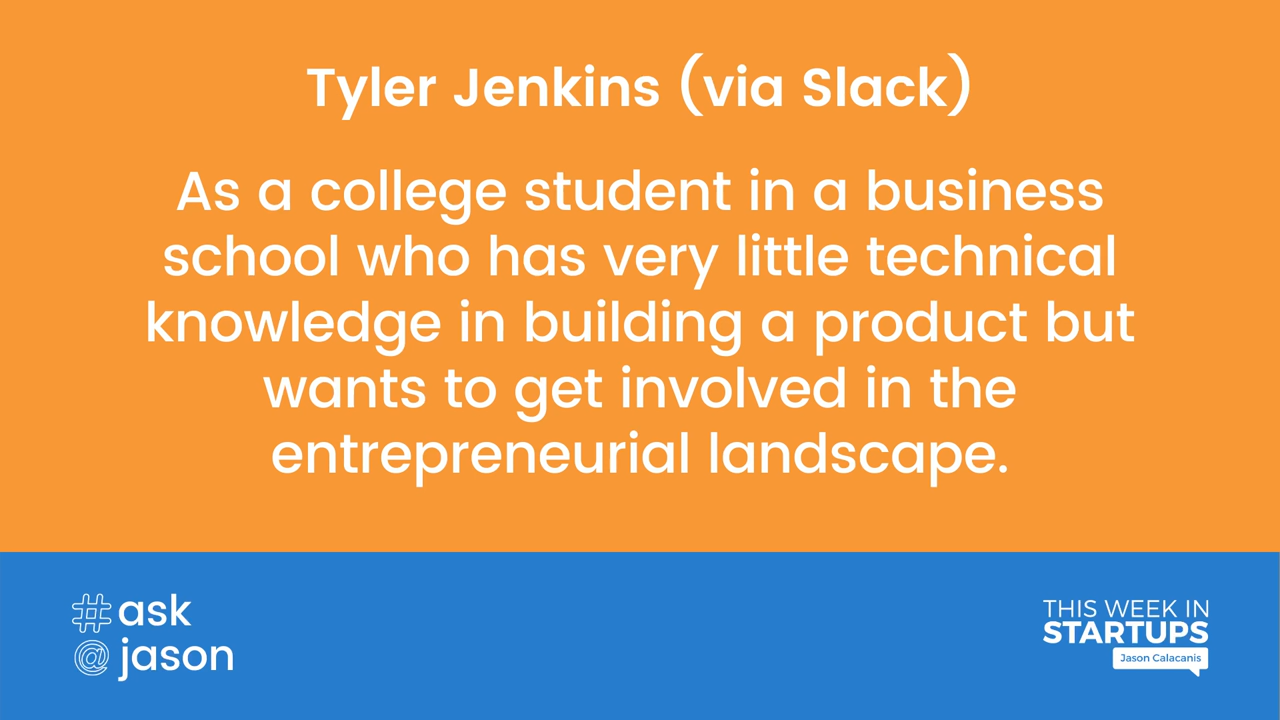 Tyler Jenkins (via Slack)
As a college student in a business
school who has very little technical
knowledge in building a product but
wants to get involved in the
entrepreneurial landscape.
#ask
@jason
THIS WEEK IN
STARTUPS
Jason Calacanis